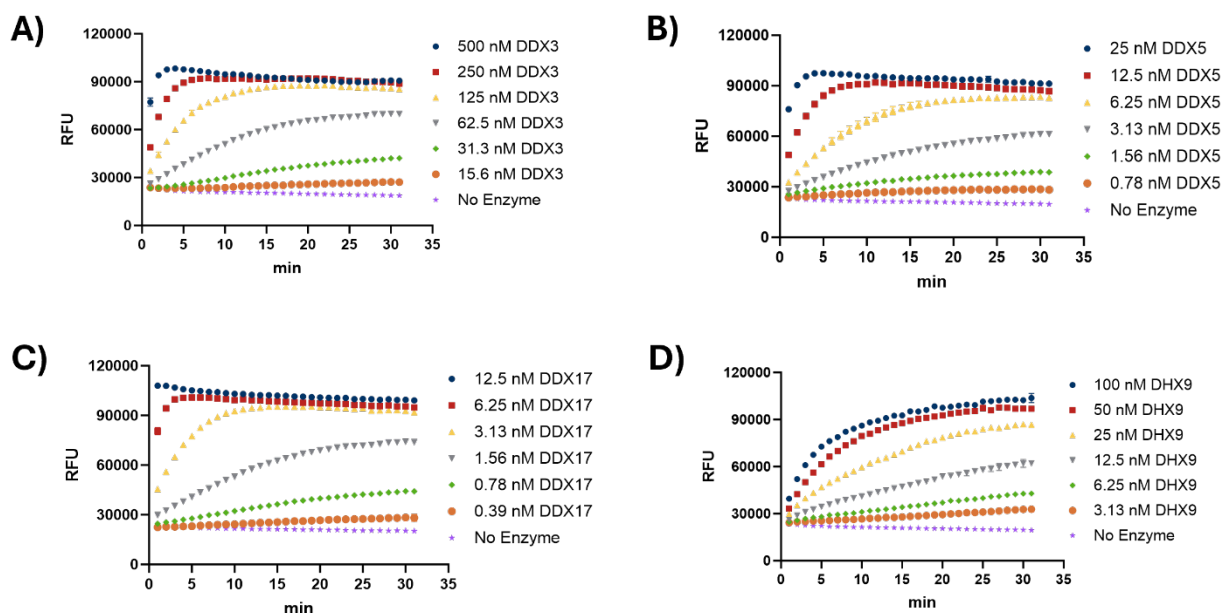 A)
120000
90000
60000
30000
0
RFU
0 5 10 15 20 25 30 35
min
500 nM DDX3
250 nM DDX3
125 nM DDX3
62.5 nM DDX3
31.3 nM DDX3
15.6 nM DDX3
No Enzyme
B)
120000
90000
60000
30000
0
RFU
0 5 10 15 20 25 30 35
min
25 nM DDX5
12.5 nM DDX5
6.25 nM DDX5
3.13 nM DDX5
1.56 nM DDX5
0.78 nM DDX5
No Enzyme
C)
120000
90000
60000
30000
0
RFU
0 5 10 15 20 25 30 35
min
12.5 nM DDX17
6.25 nM DDX17
3.13 nM DDX17
1.56 nM DDX17
0.78 nM DDX17
0.39 nM DDX17
No Enzyme
D)
120000
90000
60000
30000
0
RFU
0 5 10 15 20 25 30 35
min
100 nM DHX9
50 nM DHX9
25 nM DHX9
12.5 nM DHX9
6.25 nM DHX9
3.13 nM DHX9
No Enzyme